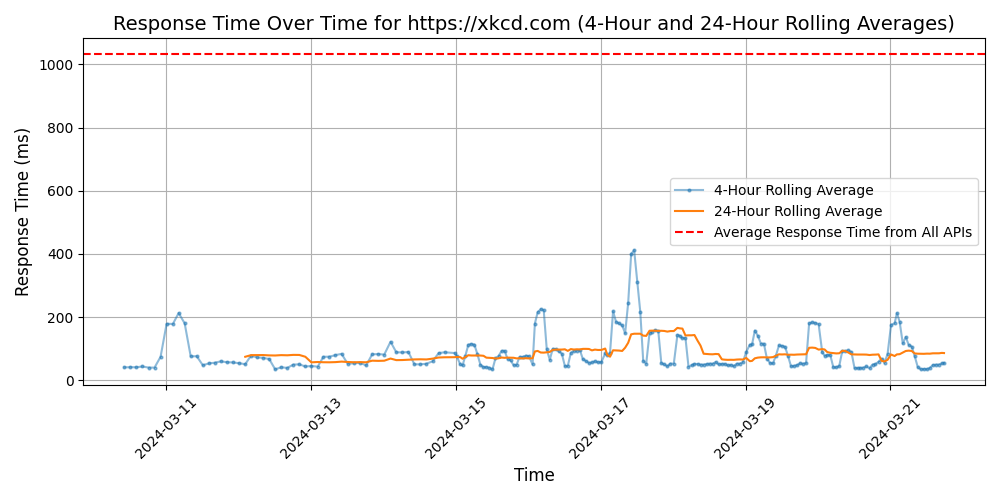 Response Time Over Time for https://xkcd.com (4-Hour and 24-Hour Rolling Averages)
Response Time (ms)
1000
800
600
400
200
0
4-Hour Rolling Average
24-Hour Rolling Average
Average Response Time from All APIs
2024-03-11
2024-03-13
2024-03-15
2024-03-17
2024-03-19
2024-03-21
Time